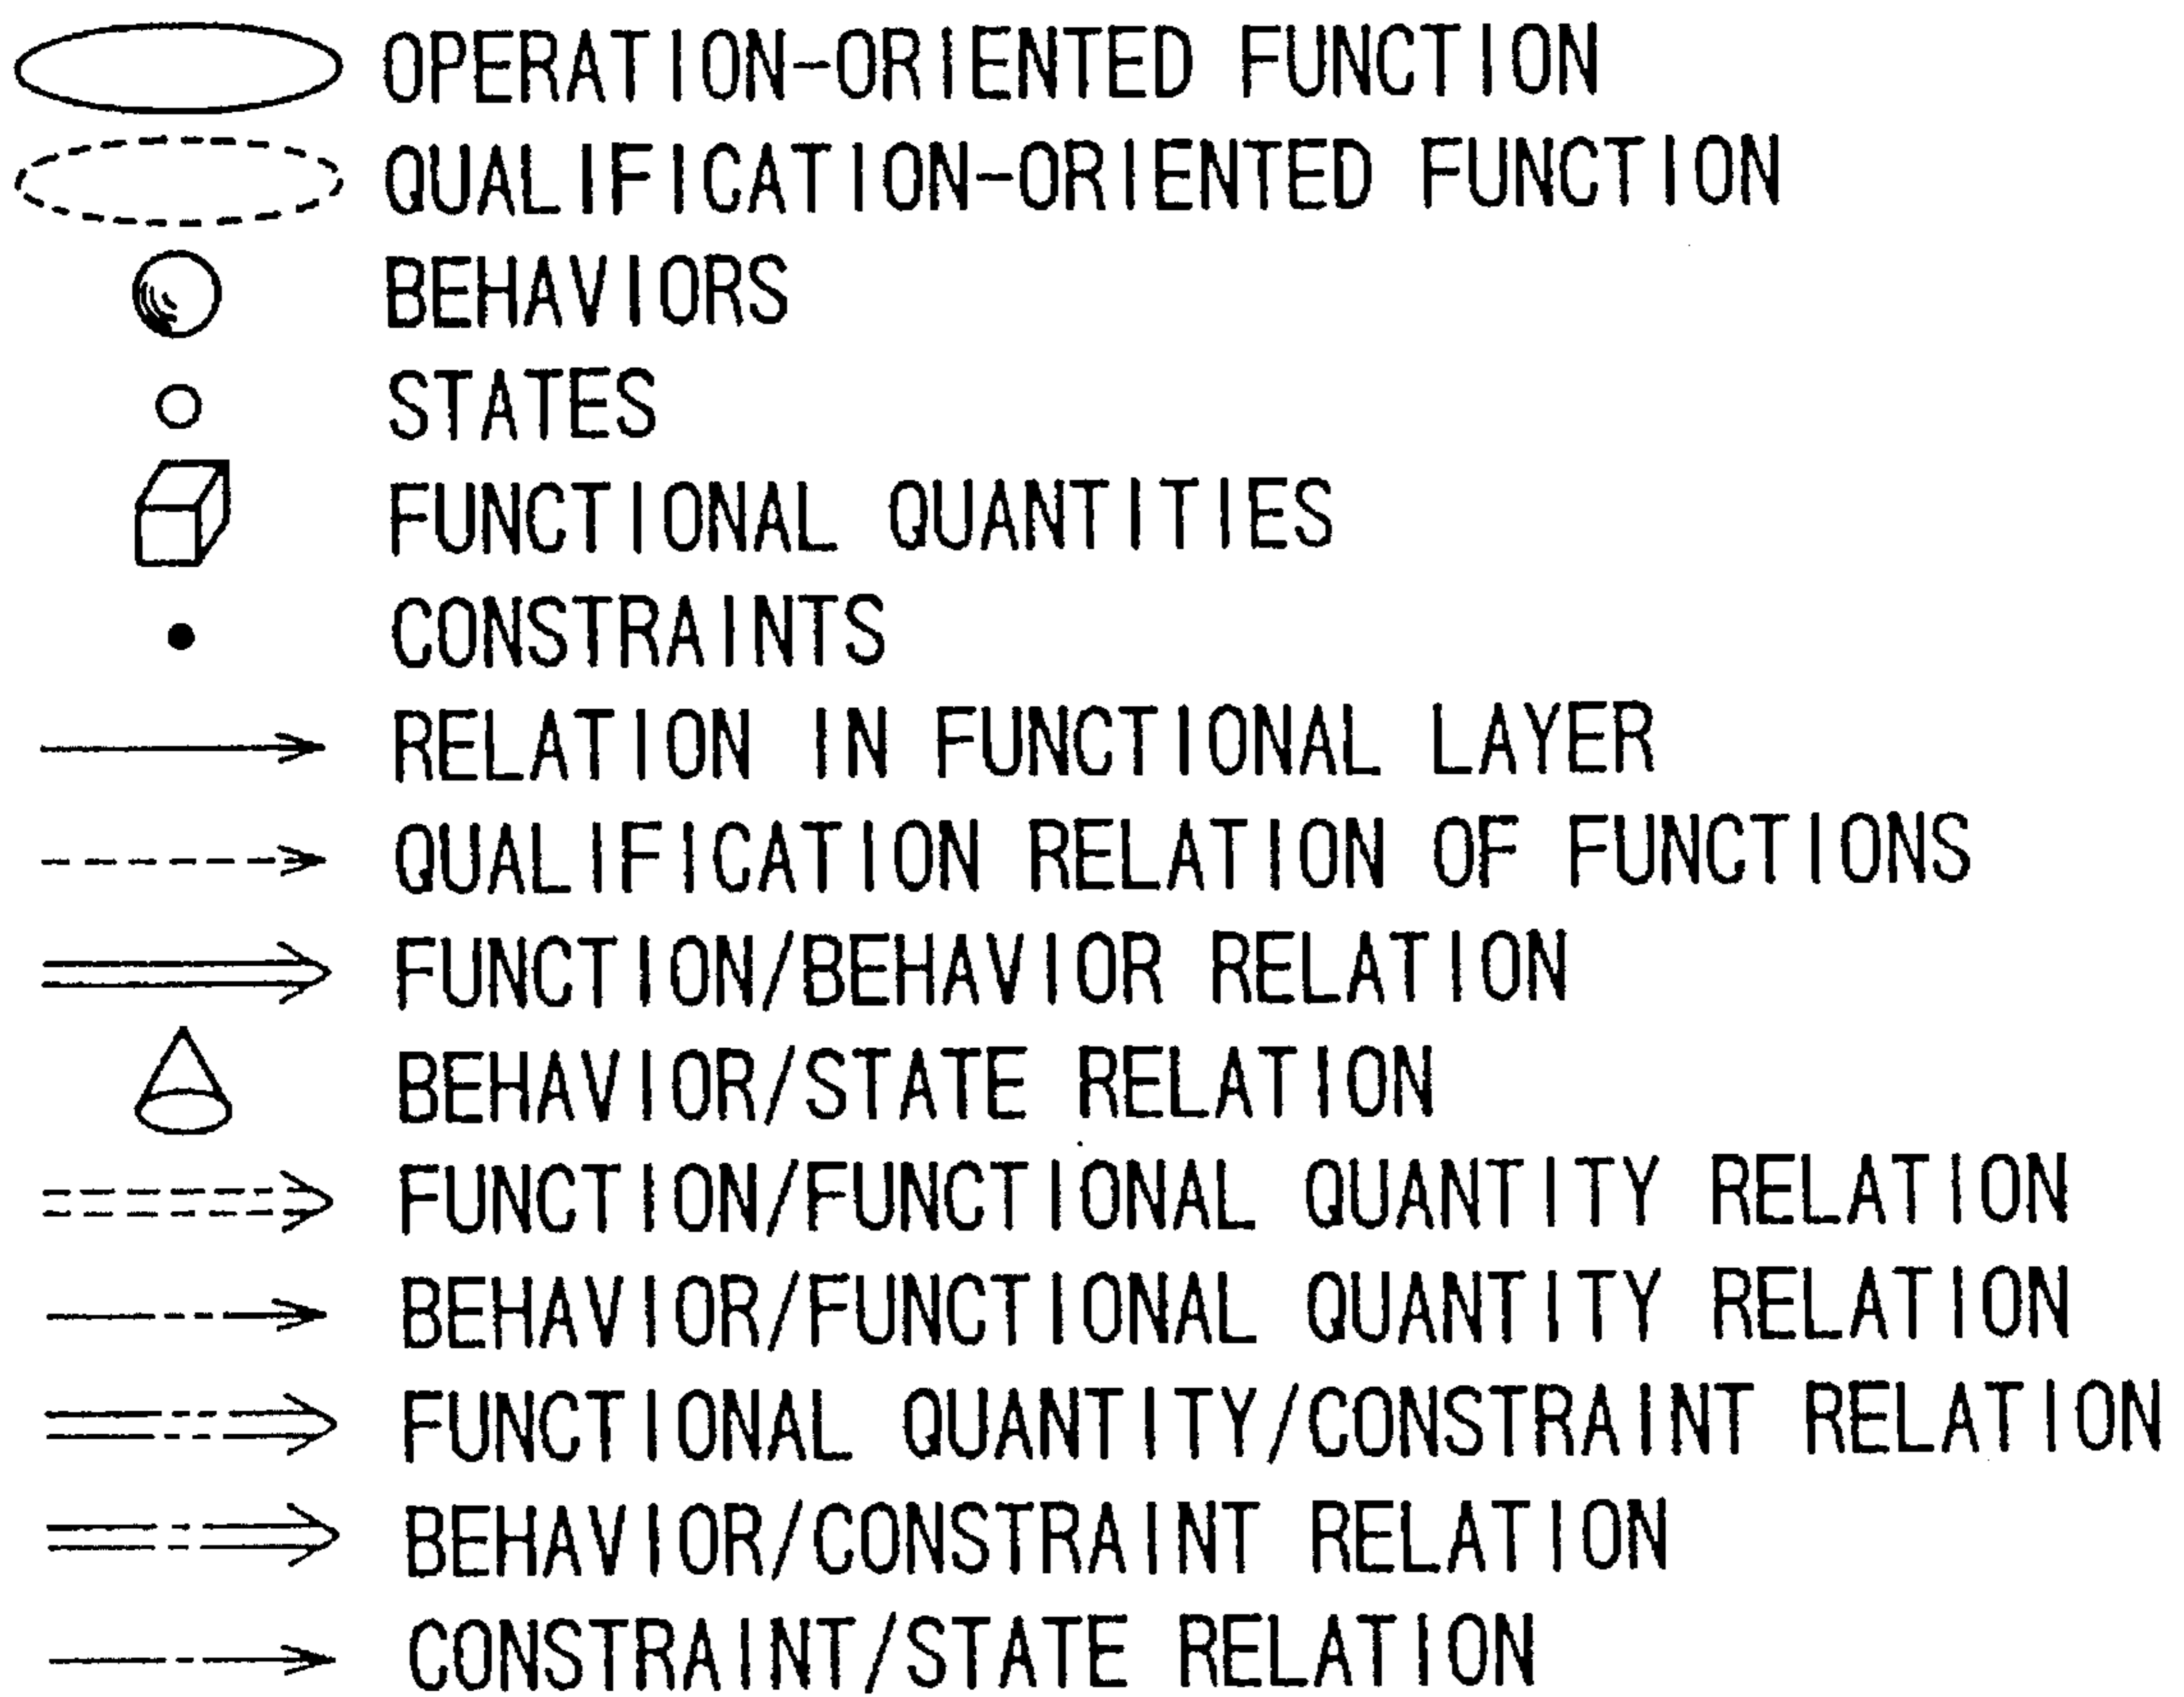 OPERATION-ORIENTED FUNCTION
QUALIFICATION-ORIENTED FUNCTION
BEHAVIORS
STATES
FUNCTIONAL QUANTITIES
CONSTRAINTS
RELATION IN FUNCTIONAL LAYER
QUALIFICATION RELATION OF FUNCTIONS
FUNCTION/BEHAVIOR RELATION
BEHAVIOR/STATE RELATION
FUNCTION/FUNCTIONAL QUANTITY RELATION
BEHAVIOR/FUNCTIONAL QUANTITY RELATION
FUNCTIONAL QUANTITY/CONSTRAINT RELATION
BEHAVIOR/CONSTRAINT RELATION
CONSTRAINT/STATE RELATION